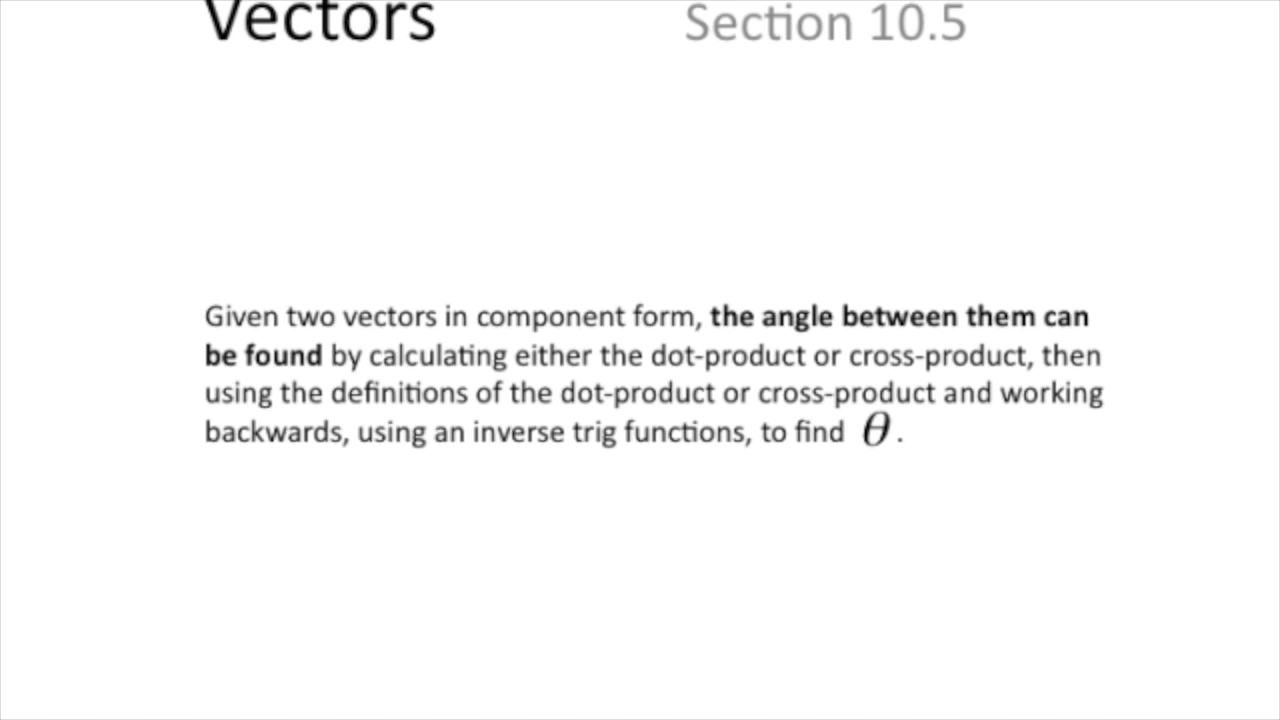 Vectors Section 10.5
Given two vectors in component form, the angle between them can
be found by calculating either the dot-product or cross-product, then
using the definitions of the dot-product or cross-product and working
backwards, using an inverse trig functions, to find θ.